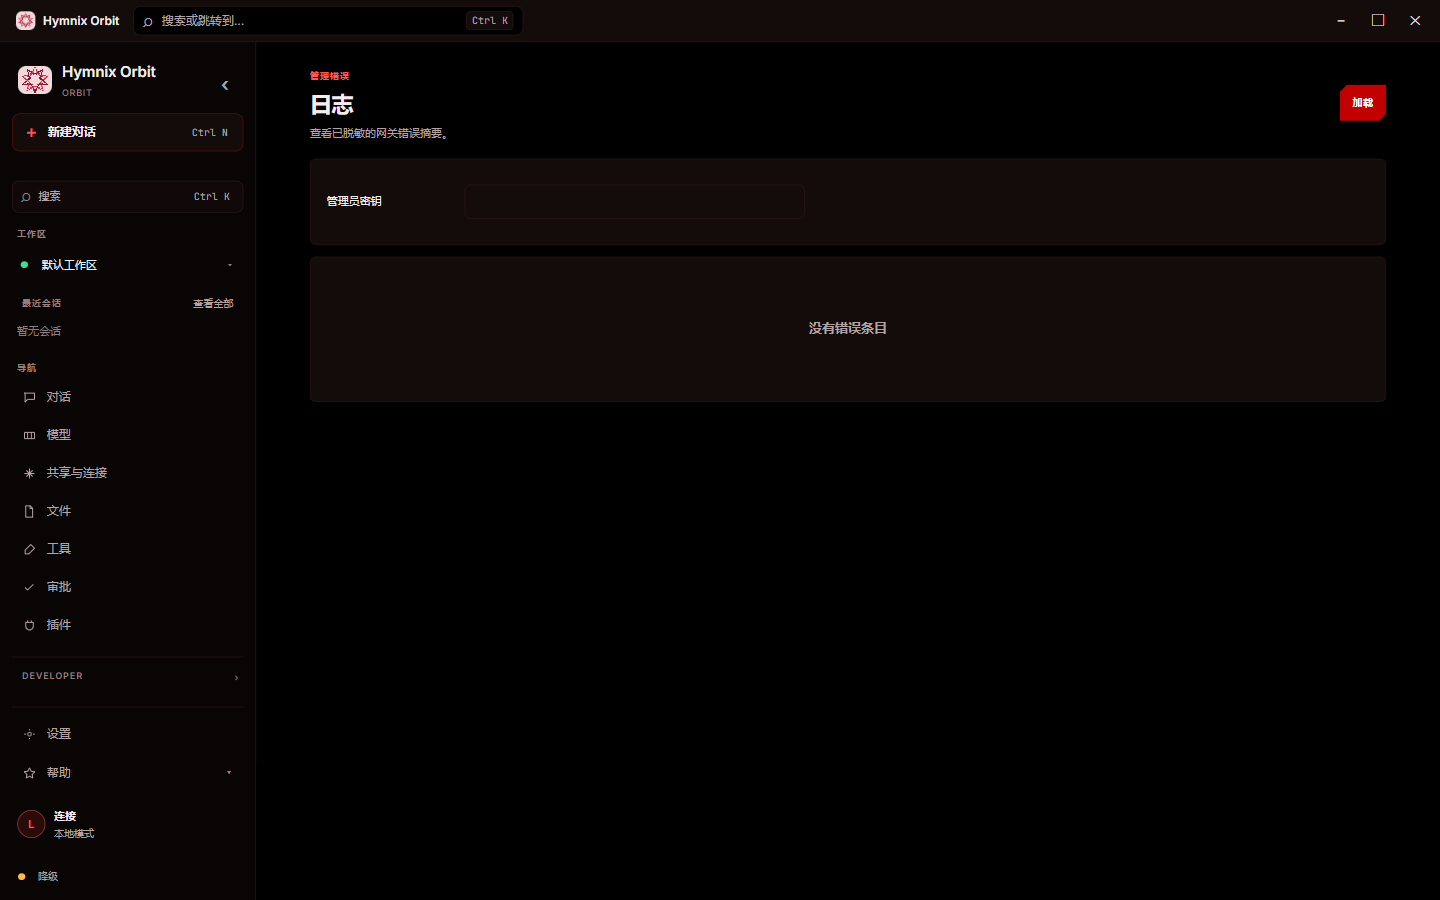 Hymnix Orbit
搜索或跳转到...
Ctrl K
Hymnix Orbit
ORBIT
新建对话
Ctrl N
搜索
Ctrl K
工作区
默认工作区
最近会话
查看全部
暂无会话
导航
对话
模型
共享与连接
文件
工具
审批
插件
DEVELOPER
设置
帮助
L
连接
本地模式
降级
管理错误
日志
查看已脱敏的网关错误摘要。
加载
管理员密钥
没有错误条目